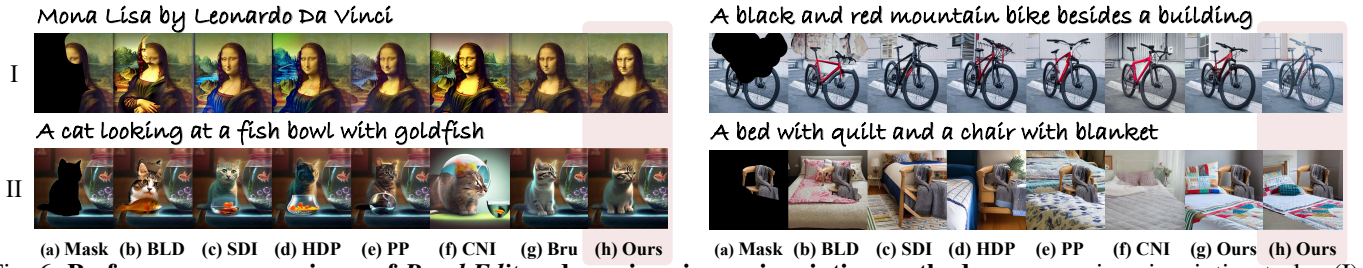 Mona Lisa by Leonardo Da Vinci
A black and red mountain bike besides a building
I
A cat looking at a fish bowl with goldfish
A bed with quilt and a chair with blanket
II
(a) Mask (b) BLD (c) SDI (d) HDP (e) PP (f) CNI (g) Bru (h) Ours
(a) Mask (b) BLD (c) SDI (d) HDP (e) PP (f) CNI (g) Ours (h) Ours